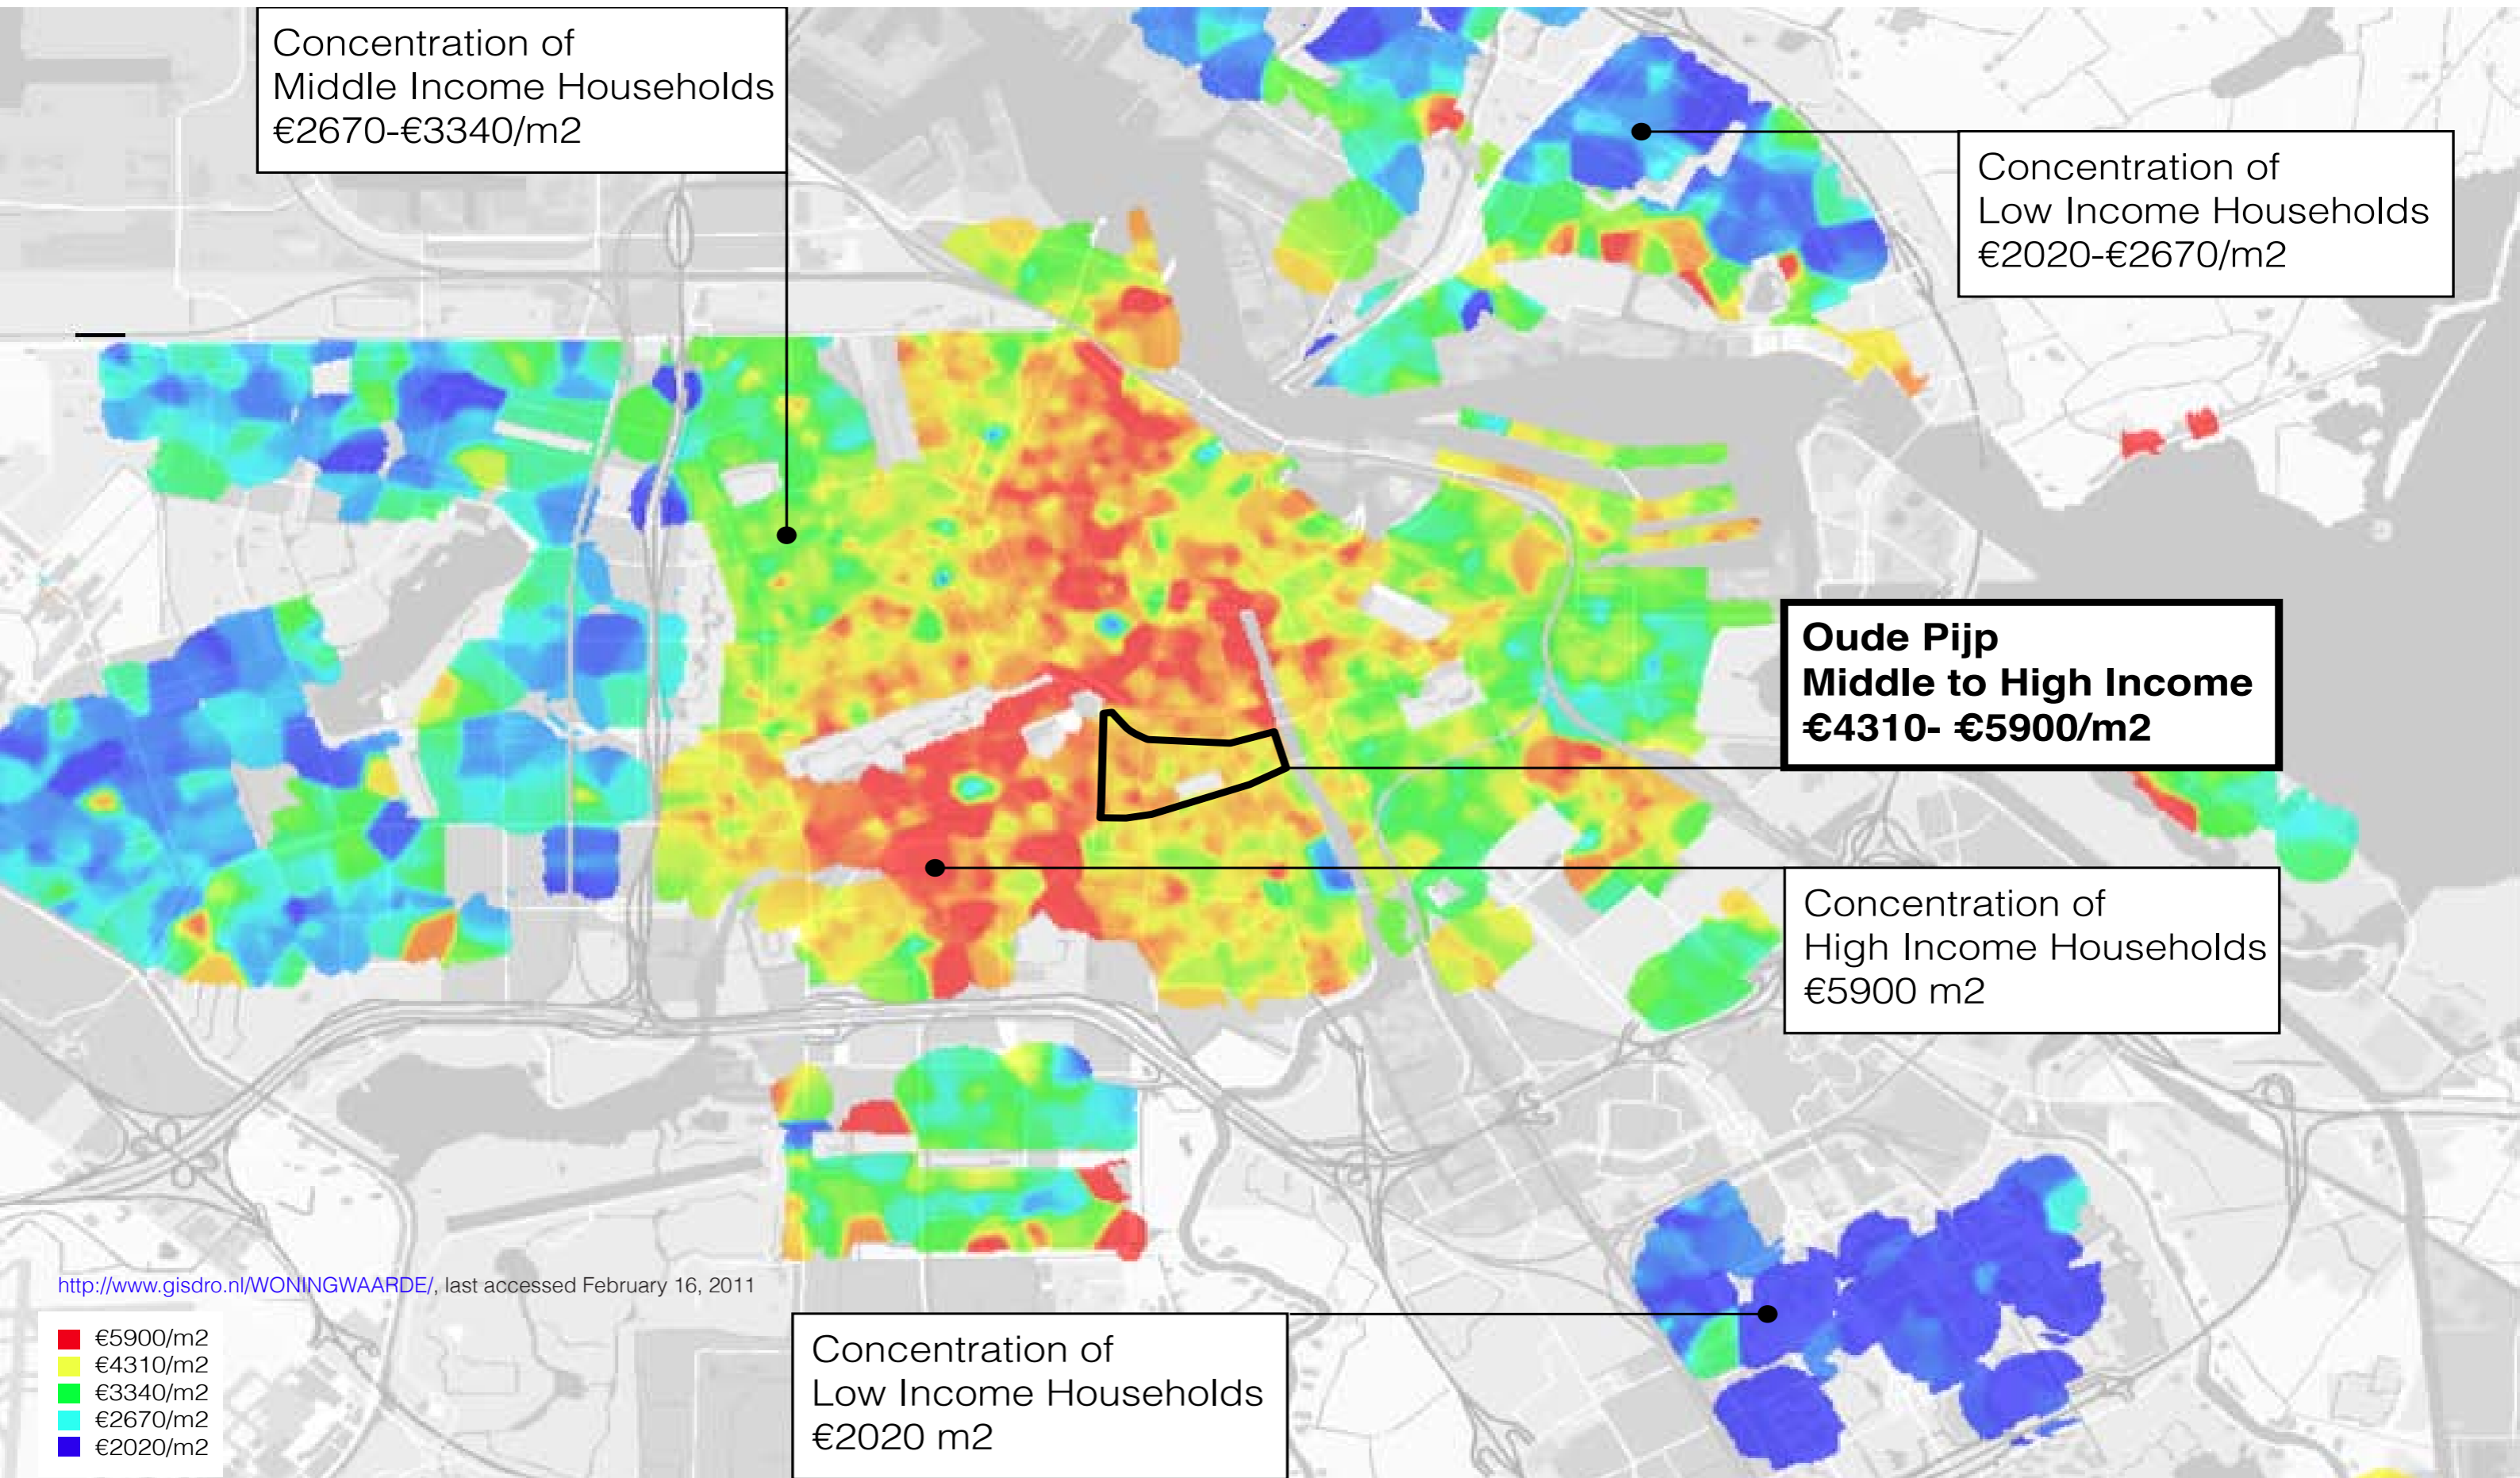 Concentration of
Middle Income Households
€2670-€3340/m2
Concentration of
Low Income Households
€2020-€2670/m2
Oude Pijp
Middle to High Income
€4310- €5900/m2
Concentration of
High Income Households
€5900 m2
http://www.gisdro.nl/WONINGWAARDE/, last accessed February 16, 2011
€5900/m2
€4310/m2
€3340/m2
€2670/m2
€2020/m2
Concentration of
Low Income Households
€2020 m2